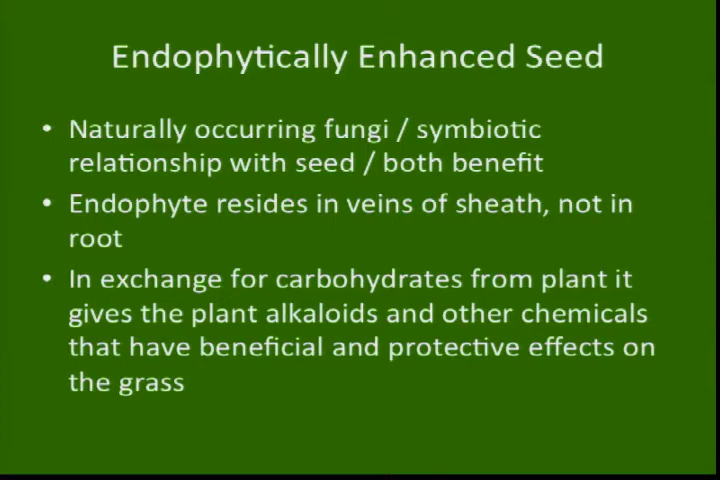 Endophytically Enhanced Seed
• Naturally occurring fungi / symbiotic
relationship with seed / both benefit
• Endophyte resides in veins of sheath, not in
root
• In exchange for carbohydrates from plant it
gives the plant alkaloids and other chemicals
that have beneficial and protective effects on
the grass